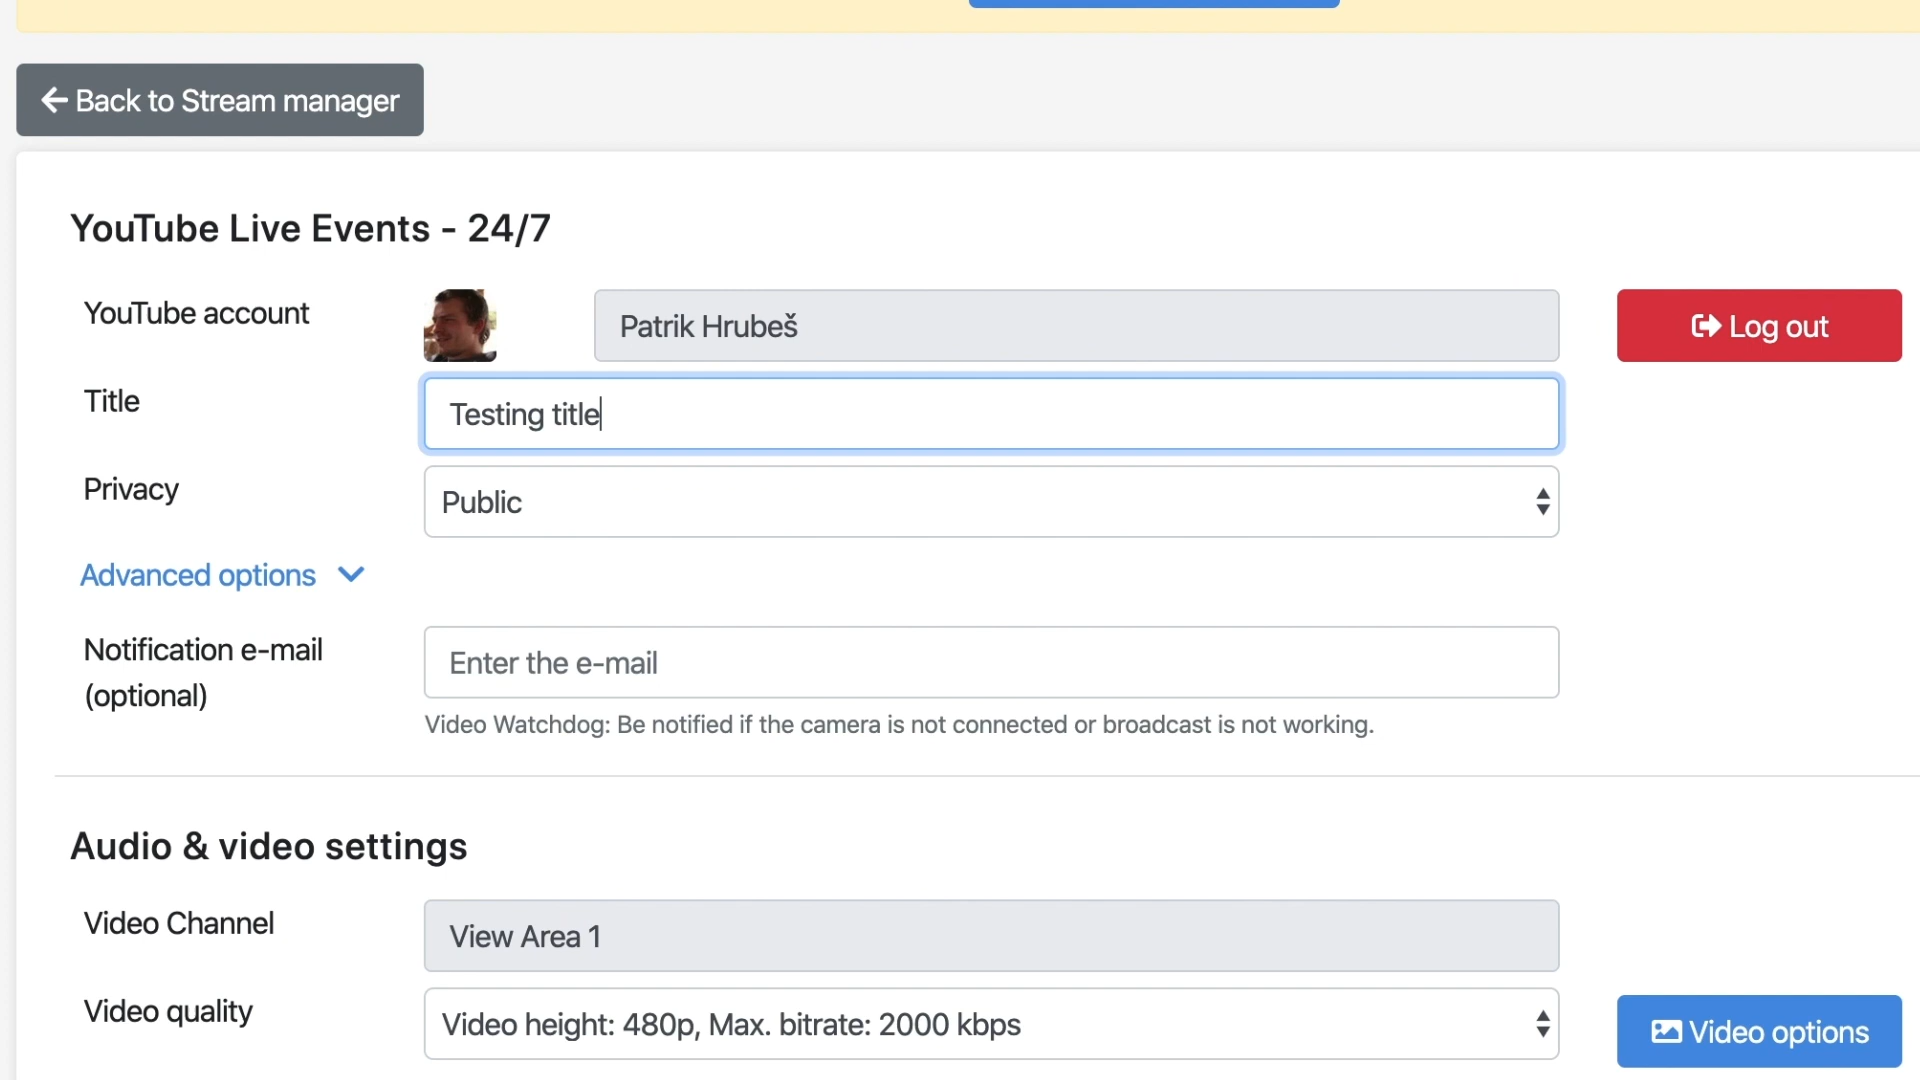 Back to Stream manager
YouTube Live Events - 24/7
YouTube account
Patrik Hrubeš
Log out
Title
Testing title
Privacy
Public
Advanced options
Notification e-mail
(optional)
Enter the e-mail
Video Watchdog: Be notified if the camera is not connected or broadcast is not working.
Audio & video settings
Video Channel
View Area 1
Video quality
Video height: 480p, Max. bitrate: 2000 kbps
Video options